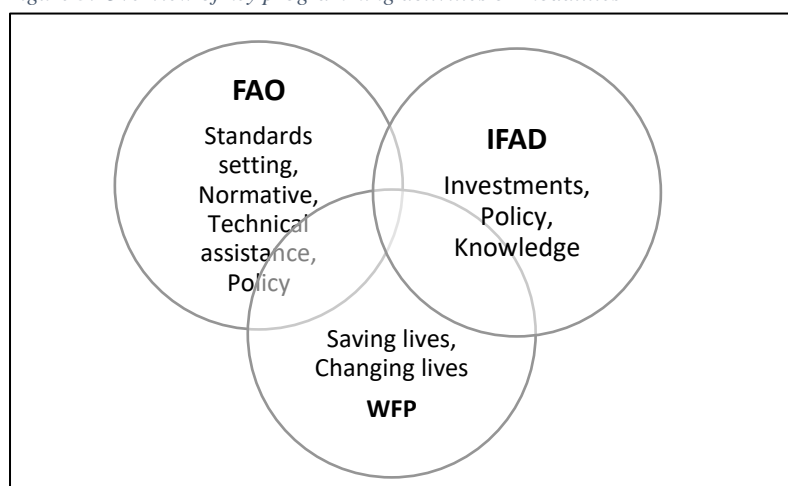 FAO
Standards
setting,
Normative,
Technical
assistance,
Policy
IFAD
Investments,
Policy,
Knowledge
Saving lives,
Changing lives
WFP